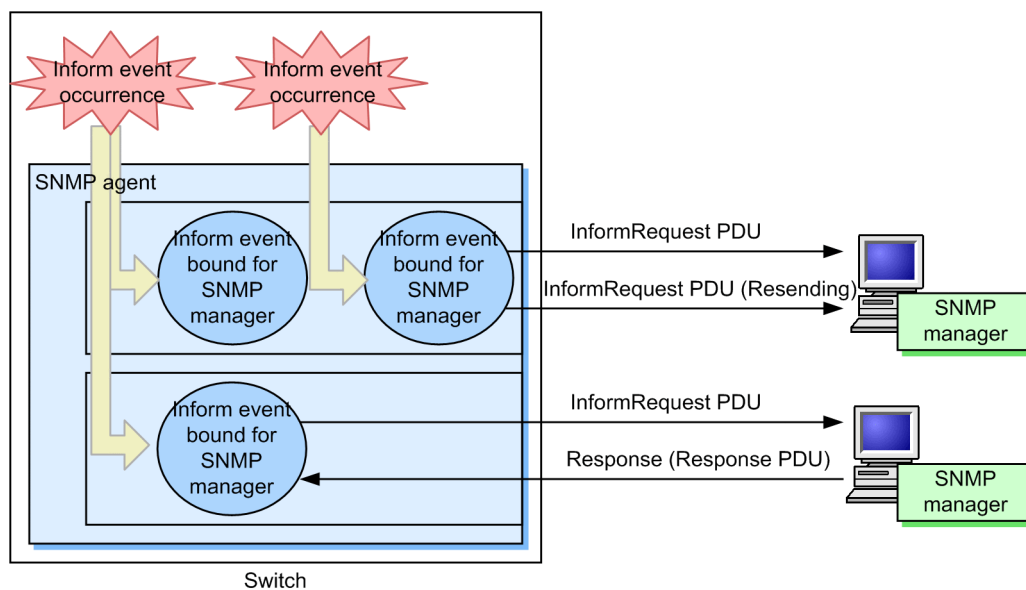 Inform event
occurrence
Inform event
occurrence
SNMP agent
Inform event
bound for
SNMP
manager
Inform event
bound for
SNMP
manager
InformRequest PDU
InformRequest PDU (Resending)
SNMP
manager
Inform event
bound for
SNMP
manager
InformRequest PDU
Response (Response PDU)
SNMP
manager
Switch